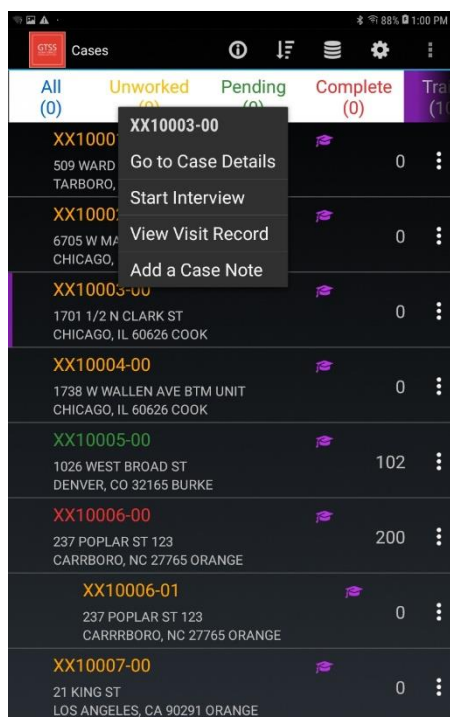 88% 1:00 PM
GTSS Cases
All Unworked Pending Complete
(0) (0) (0) (0)
XX10003-00
Go to Case Details
Start Interview
View Visit Record
Add a Case Note
XX1000
509 WARD
TARBORO,
0
XX1000
6705 W MA
CHICAGO,
0
XX10003-00
1701 1/2 N CLARK ST
CHICAGO, IL 60626 COOK
0
XX10004-00
1738 W WALLEN AVE BTM UNIT
CHICAGO, IL 60626 COOK
0
XX10005-00
1026 WEST BROAD ST
DENVER, CO 32165 BURKE
102
XX10006-00
237 POPLAR ST 123
CARRBORO, NC 27765 ORANGE
200
XX10006-01
237 POPLAR ST 123
CARRRBORO, NC 27765 ORANGE
0
XX10007-00
21 KING ST
LOS ANGELES, CA 90291 ORANGE
0